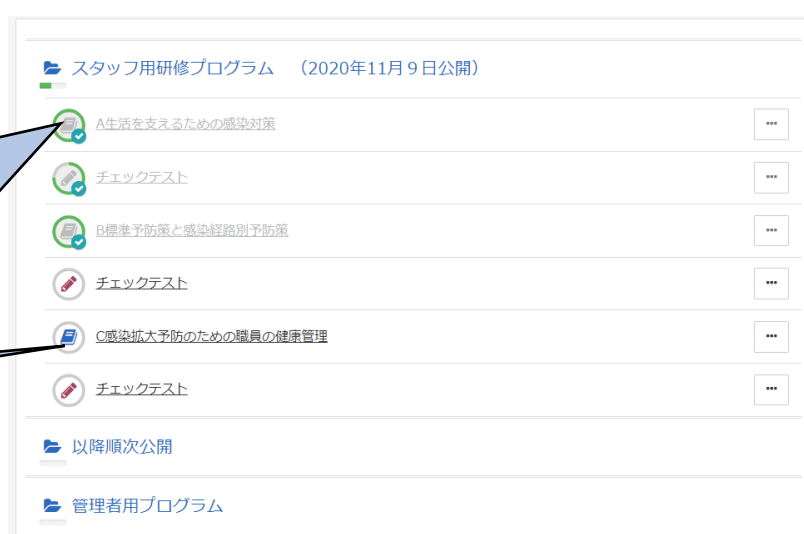 スタッフ用研修プログラム　（2020年11月９日公開）
A生活を支えるための感染対策
チェックテスト
B標準予防策と感染経路別予防策
チェックテスト
C感染拡大予防のための職員の健康管理
チェックテスト
以降順次公開
管理者用プログラム